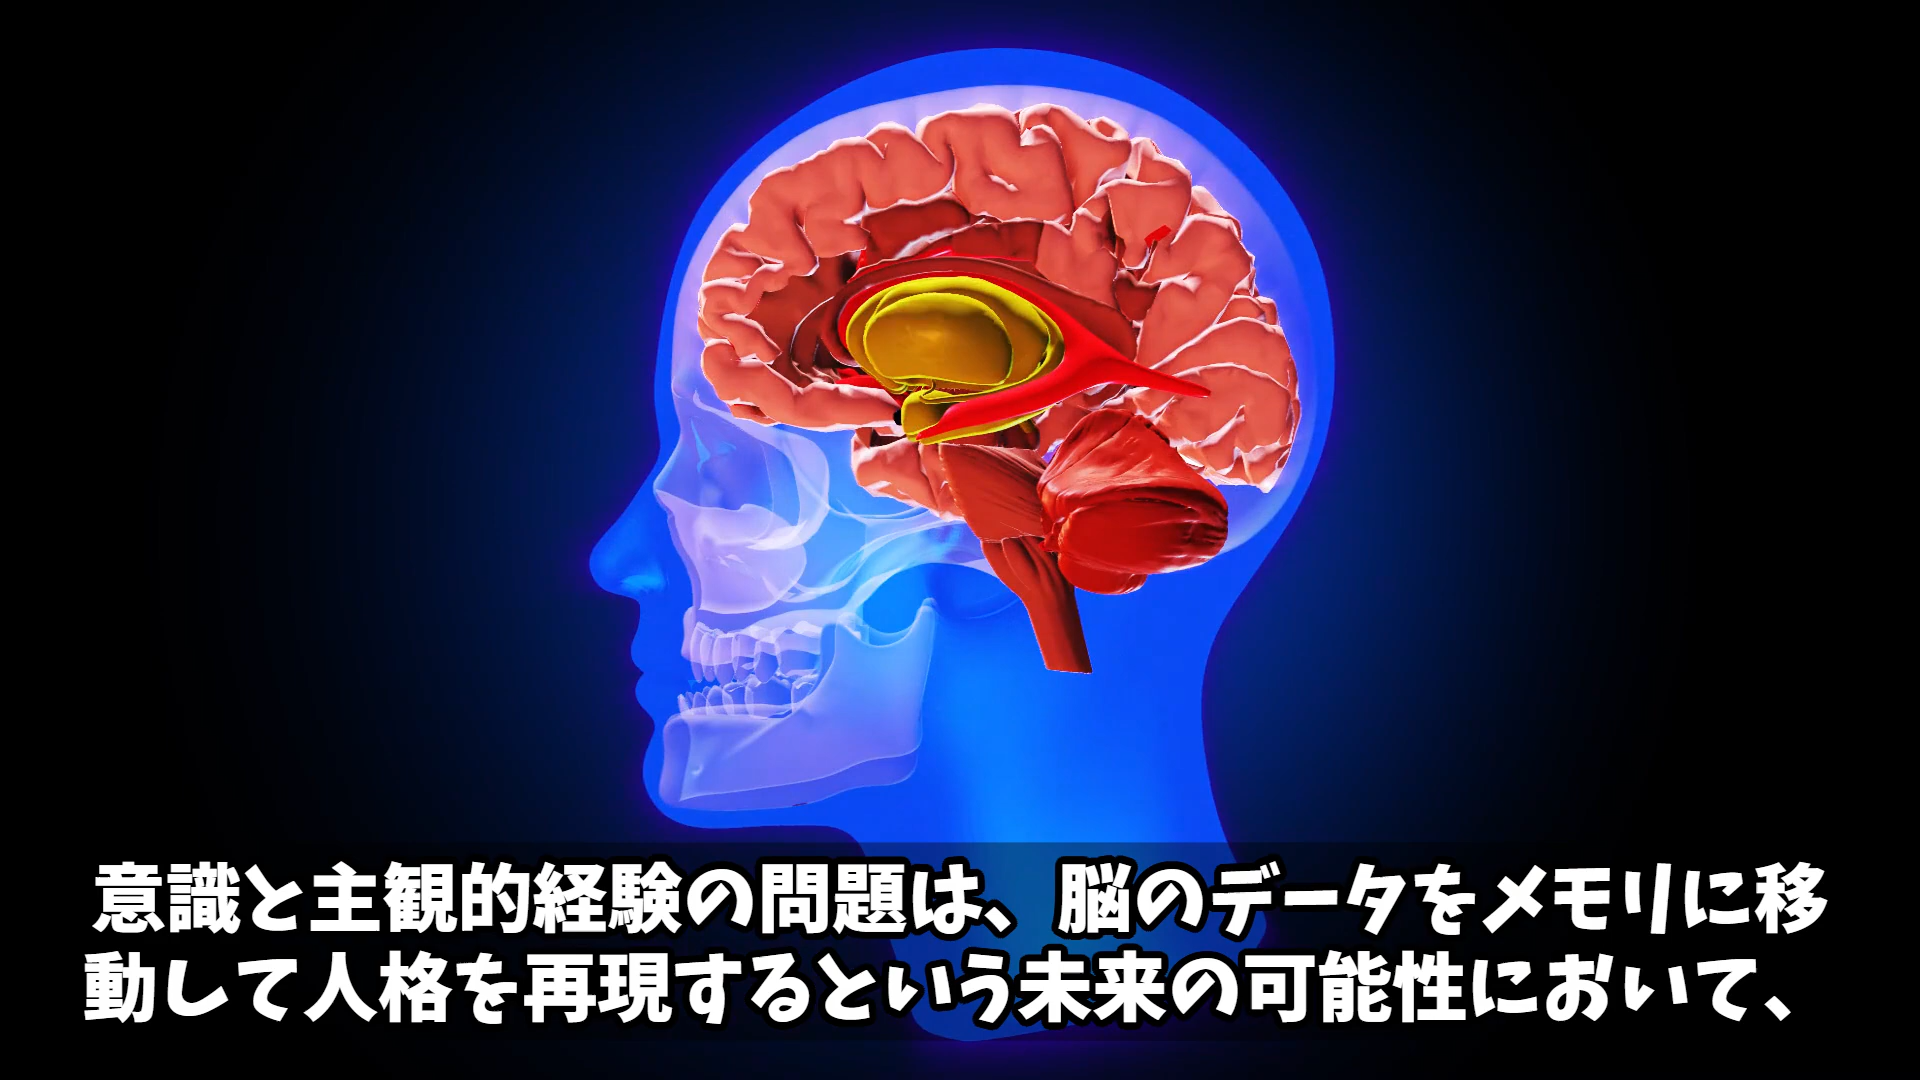 意識と主観的経験の問題は、脳のデータをメモリに移
動して人格を再現するという未来の可能性において、